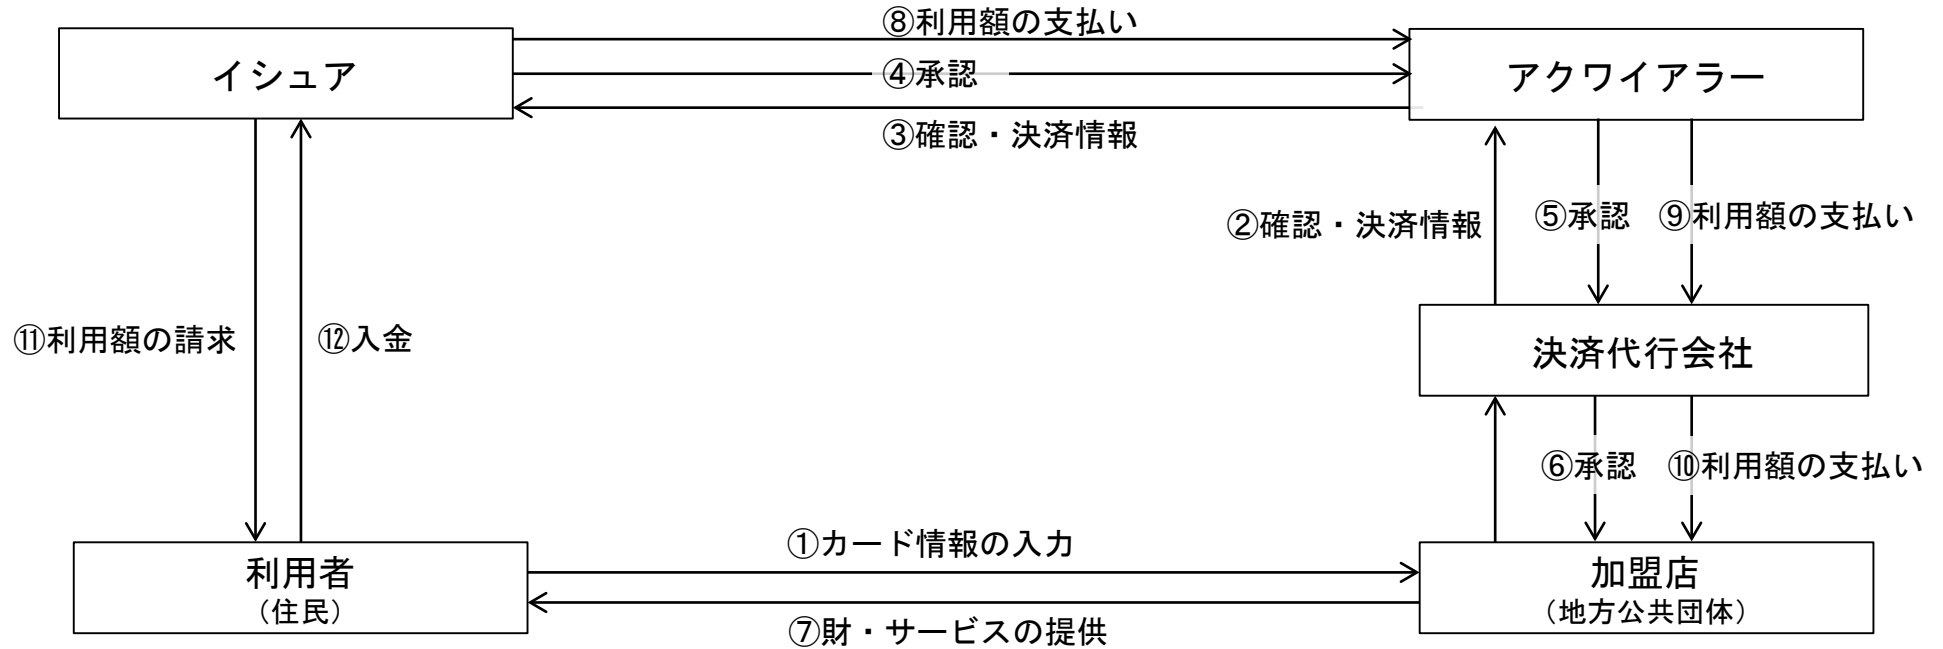 ⑧利用額の支払い
イシュア
④承認
アクワイアラー
③確認・決済情報
②確認・決済情報
⑤承認
⑨利用額の支払い
⑪利用額の請求
⑫入金
決済代行会社
⑥承認
⑩利用額の支払い
①カード情報の入力
利用者
（住民）
加盟店
（地方公共団体）
⑦財・サービスの提供